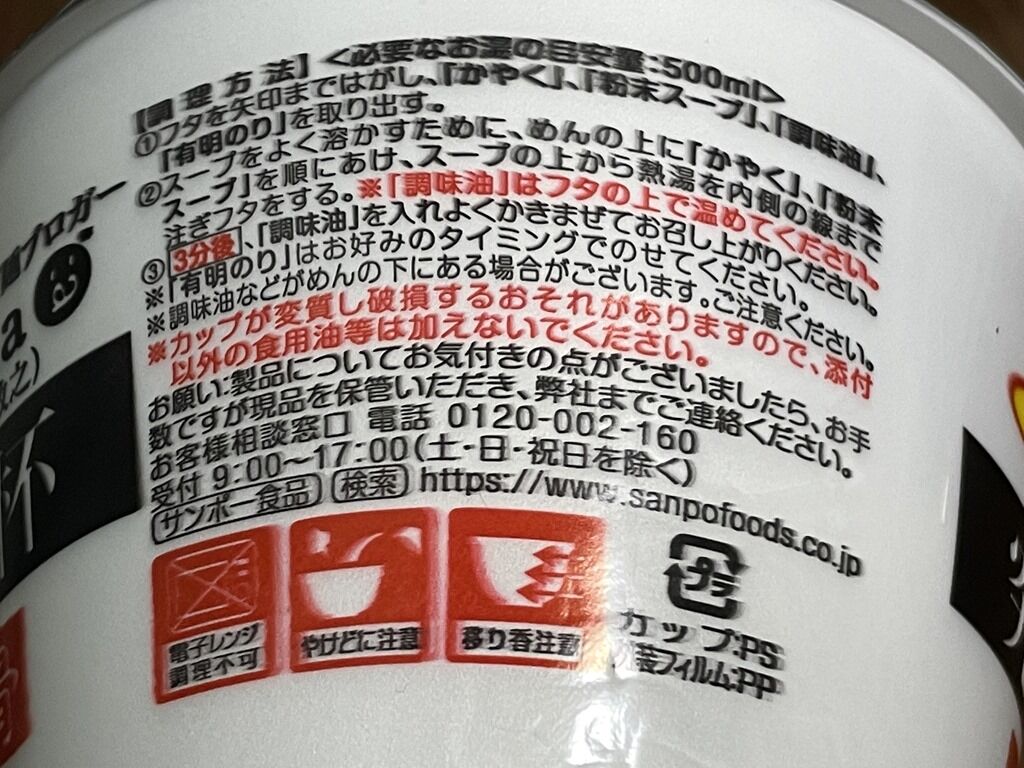 【調理方法】<必要なお湯の目安量:500ml>
①フタを矢印まではがし、「かやく」、「粉末スープ」、「調味油」、
「有明のり」を取り出す。
②スープをよく溶かすために、めんの上に「かやく」、「粉末
スープ」を順にあけ、スープの上から熱湯を内側の線まで
注ぎフタをする。※「調味油」はフタの上で温めてください。
③3分後、「調味油」を入れよくかきまぜてお召し上がりください。
※「有明のり」はお好みのタイミングでのせてください。
※調味油などがめんの下にある場合がございます。ご注意ください。
※カップが変質し破損するおそれがありますので、添付
以外の食用油等は加えないでください。
お願い:製品についてお気付きの点がございましたら、お手
数ですが現品を保管いただき、弊社までご連絡ください。
お客様相談窓口 電話 0120-002-160
受付 9:00～17:00(土・日・祝日を除く)
サンポー食品 検索 https://www.sanpofoods.co.jp
電子レンジ
調理不可
やけどに注意
移り香注意
プラ
カップ:PS
外装フィルム:PP
ブロガー
a
之)
杯